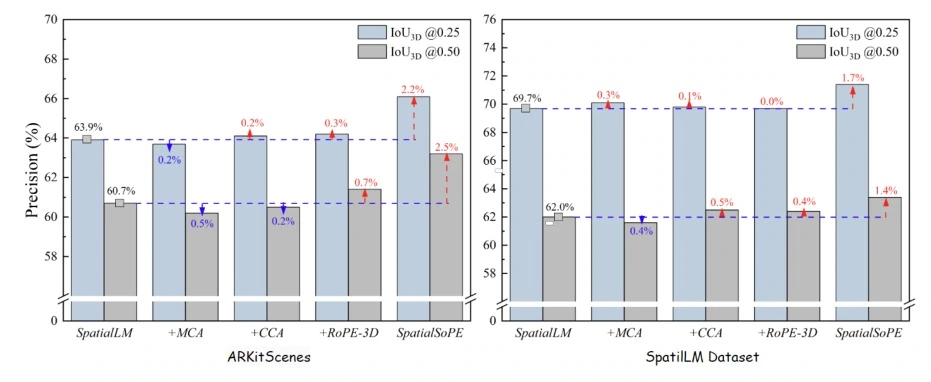 70
68
66
64
62
60
58
0
Precision (%)
IoU3D @0.25
IoU3D @0.50
63.9%
60.7%
0.2%
0.5%
0.2%
0.2%
0.3%
0.7%
2.2%
2.5%
SpatialLM
+MCA
+CCA
+RoPE-3D
SpatialSoPE
ARKitScenes
76
74
72
70
68
66
64
62
60
58
0
IoU3D @0.25
IoU3D @0.50
69.7%
62.0%
0.3%
0.4%
0.1%
0.5%
0.0%
0.4%
1.7%
1.4%
SpatialLM
+MCA
+CCA
+RoPE-3D
SpatialSoPE
SpatilLM Dataset